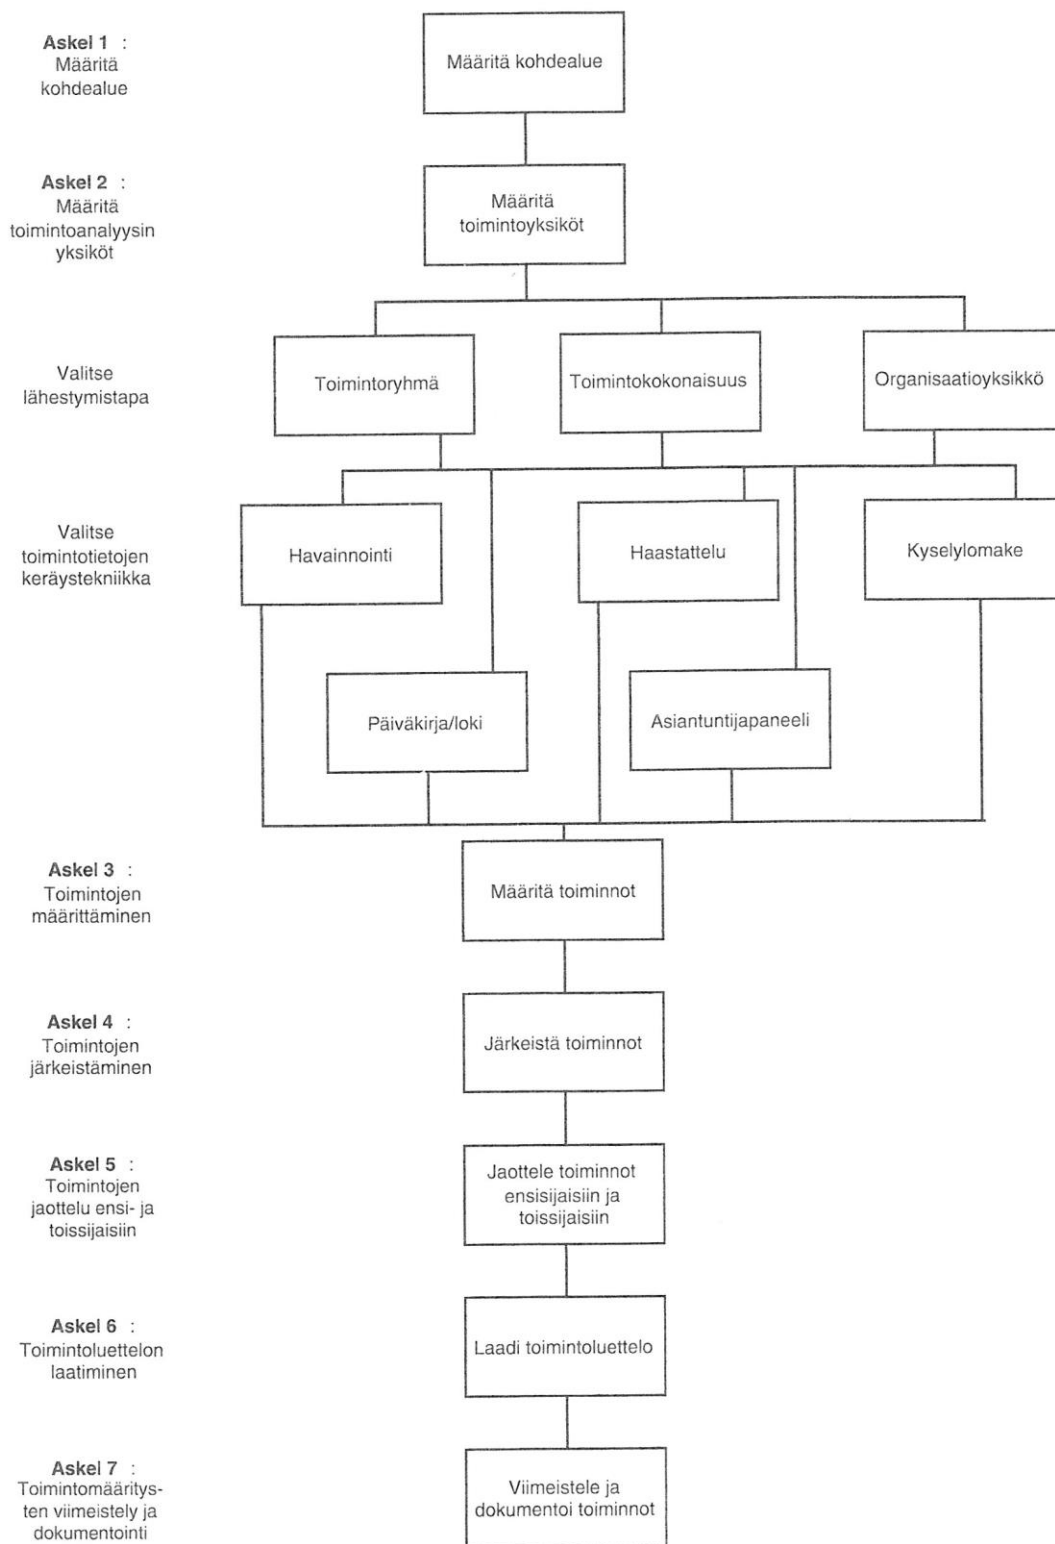 Askel 1 :
Määritä
kohdealue
Määritä kohdealue
Askel 2 :
Määritä
toimintoanalyysin
yksiköt
Määritä
toimintoyksiköt
Valitse
lähestymistapa
Toimintoryhmä
Toimintokokonaisuus
Organisaatioyksikkö
Valitse
toimintotietojen
keräystekniikka
Havainnointi
Haastattelu
Kyselylomake
Päiväkirja/loki
Asiantuntijapaneeli
Askel 3 :
Toimintojen
määrittäminen
Määritä toiminnot
Askel 4 :
Toimintojen
järkeistäminen
Järkeistä toiminnot
Askel 5 :
Toimintojen
jaottelu ensi- ja
toissijaisiin
Jaottele toiminnot
ensisijaisiin ja
toissijaisiin
Askel 6 :
Toimintoluettelon
laatiminen
Laadi toimintoluettelo
Askel 7 :
Toimintomääritys-
ten viimeistely ja
dokumentointi
Viimeistele ja
dokumentoi toiminnot